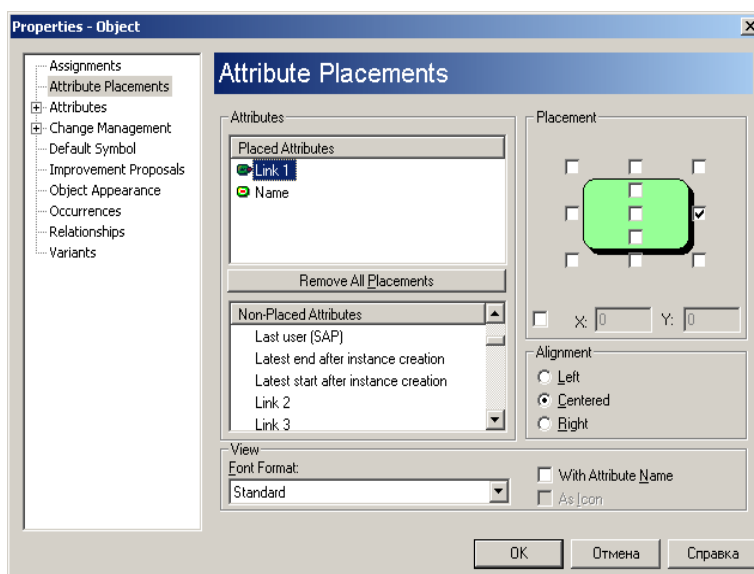 Properties - Object
Assignments
Attribute Placements
Attributes
Change Management
Default Symbol
Improvement Proposals
Object Appearance
Occurrences
Relationships
Variants
Attribute Placements
Attributes
Placed Attributes
Link 1
Name
Remove All Placements
Non-Placed Attributes
Last user (SAP)
Latest end after instance creation
Latest start after instance creation
Link 2
Link 3
Placement
X: 0 Y: 0
Alignment
Left
Centered
Right
View
Font Format:
Standard
With Attribute Name
As Icon
OK Отмена Справка